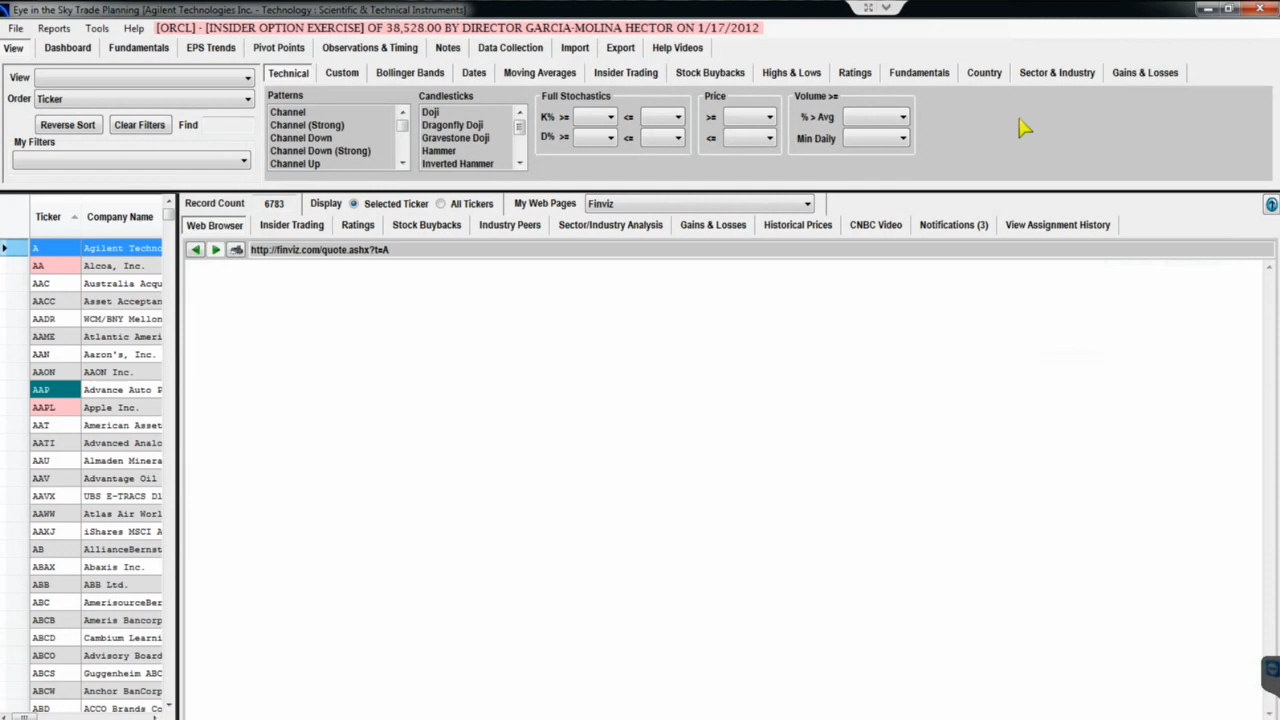 Eye in the Sky Trade Planning [Agilent Technologies Inc. - Technology : Scientific & Technical Instruments]
File Reports Tools Help [ORCL] - [INSIDER OPTION EXERCISE] OF 38,528.00 BY DIRECTOR GARCIA-MOLINA HECTOR ON 1/17/2012
View Dashboard Fundamentals EPS Trends Pivot Points Observations & Timing Notes Data Collection Import Export Help Videos
View
Order Ticker
Reverse Sort Clear Filters Find
My Filters
Technical Custom Bollinger Bands Dates Moving Averages Insider Trading Stock Buybacks Highs & Lows Ratings Fundamentals Country Sector & Industry Gains & Losses
Patterns
Channel
Channel (Strong)
Channel Down
Channel Down (Strong)
Channel Up
Candlesticks
Doji
Dragonfly Doji
Gravestone Doji
Hammer
Inverted Hammer
Full Stochastics
K% >= <=
D% >= <=
Price
>=
<=
Volume >=
% > Avg
Min Daily
Record Count 6783 Display Selected Ticker All Tickers My Web Pages Finviz
Web Browser Insider Trading Ratings Stock Buybacks Industry Peers Sector/Industry Analysis Gains & Losses Historical Prices CNBC Video Notifications (3) View Assignment History
http://finviz.com/quote.ashx?t=A
Ticker Company Name
A Agilent Techno
AA Alcoa, Inc.
AAC Australia Acqu
AACC Asset Acceptan
AADR WCM/BNY Mellon
AAME Atlantic Ameri
AAN Aaron's, Inc.
AAON AAON Inc.
AAP Advance Auto P
AAPL Apple Inc.
AAT American Asset
AATI Advanced Analo
AAU Almaden Minera
AAV Advantage Oil
AAVX UBS E-TRACS Dl
AAWW Atlas Air Worl
AAXJ iShares MSCI A
AB AllianceBernst
ABAX Abaxis Inc.
ABB ABB Ltd.
ABC AmerisourceBer
ABCB Ameris Bancorp
ABCD Cambium Learni
ABCO Advisory Board
ABCS Guggenheim ABC
ABCW Anchor BanCorp
ABD ACCO Brands Co